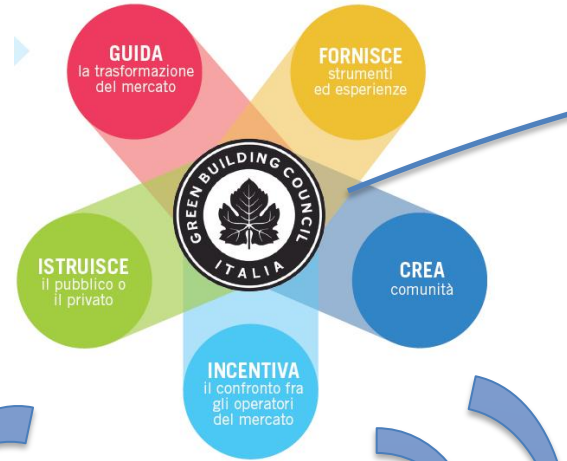 GUIDA
la trasformazione
del mercato
FORNISCE
strumenti
ed esperienze
GREEN BUILDING COUNCIL
ITALIA
ISTRUISCE
il pubblico o
il privato
CREA
comunità
INCENTIVA
il confronto fra
gli operatori
del mercato